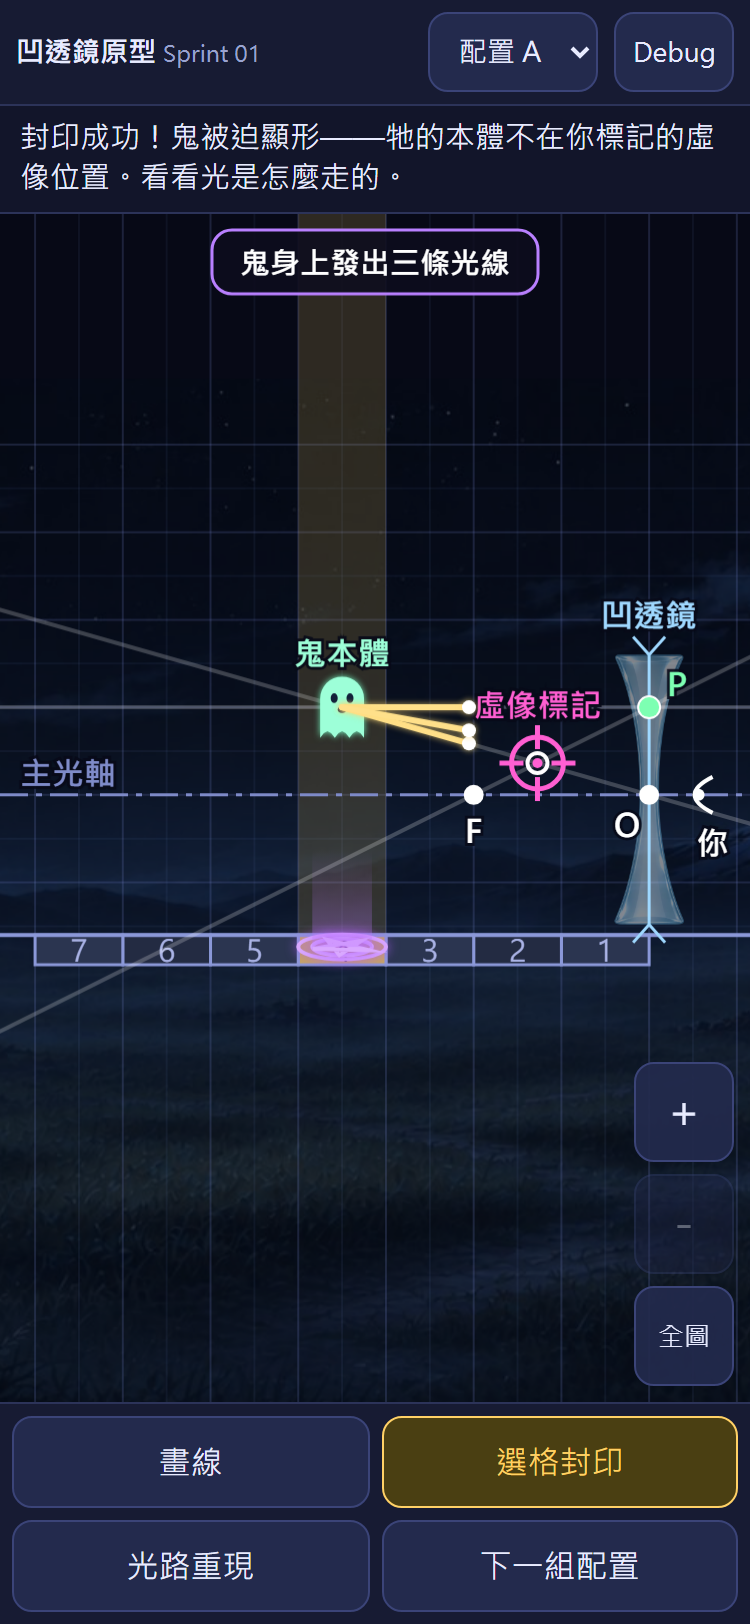 凹透鏡原型 Sprint 01
配置 A
Debug
封印成功！鬼被迫顯形——牠的本體不在你標記的虛
像位置。看看光是怎麼走的。
鬼身上發出三條光線
凹透鏡
鬼本體
P
虛像標記
主光軸
F
O
你
7 6 5 3 2 1
+
-
全圖
畫線
選格封印
光路重現
下一組配置